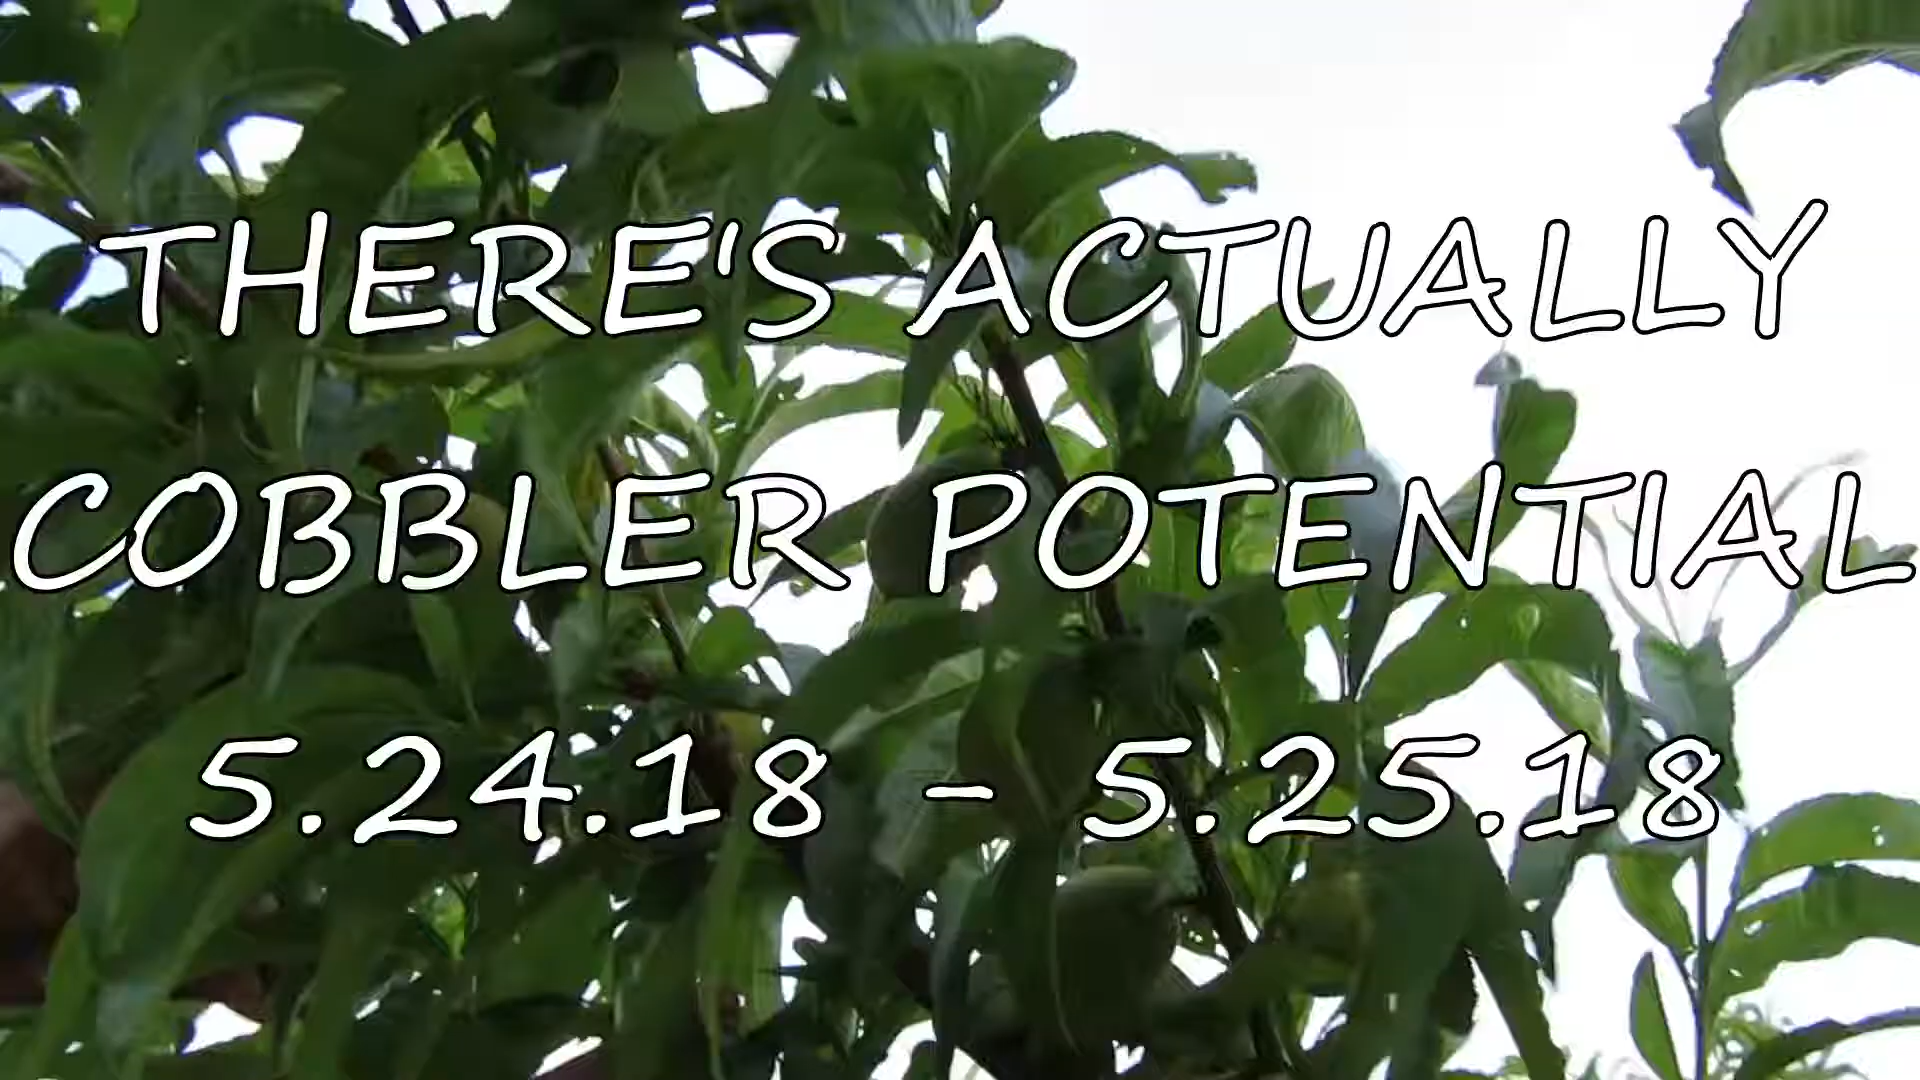 THERE'S ACTUALLY
COBBLER POTENTIAL
5.24.18 - 5.25.18